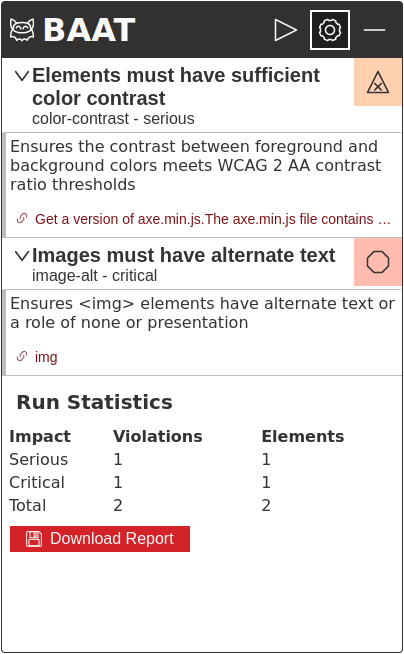 BAAT
Elements must have sufficient
color contrast
color-contrast - serious
Ensures the contrast between foreground and
background colors meets WCAG 2 AA contrast
ratio thresholds
Get a version of axe.min.js.The axe.min.js file contains …
Images must have alternate text
image-alt - critical
Ensures <img> elements have alternate text or
a role of none or presentation
img
Run Statistics
Impact Violations Elements
Serious 1 1
Critical 1 1
Total 2 2
Download Report